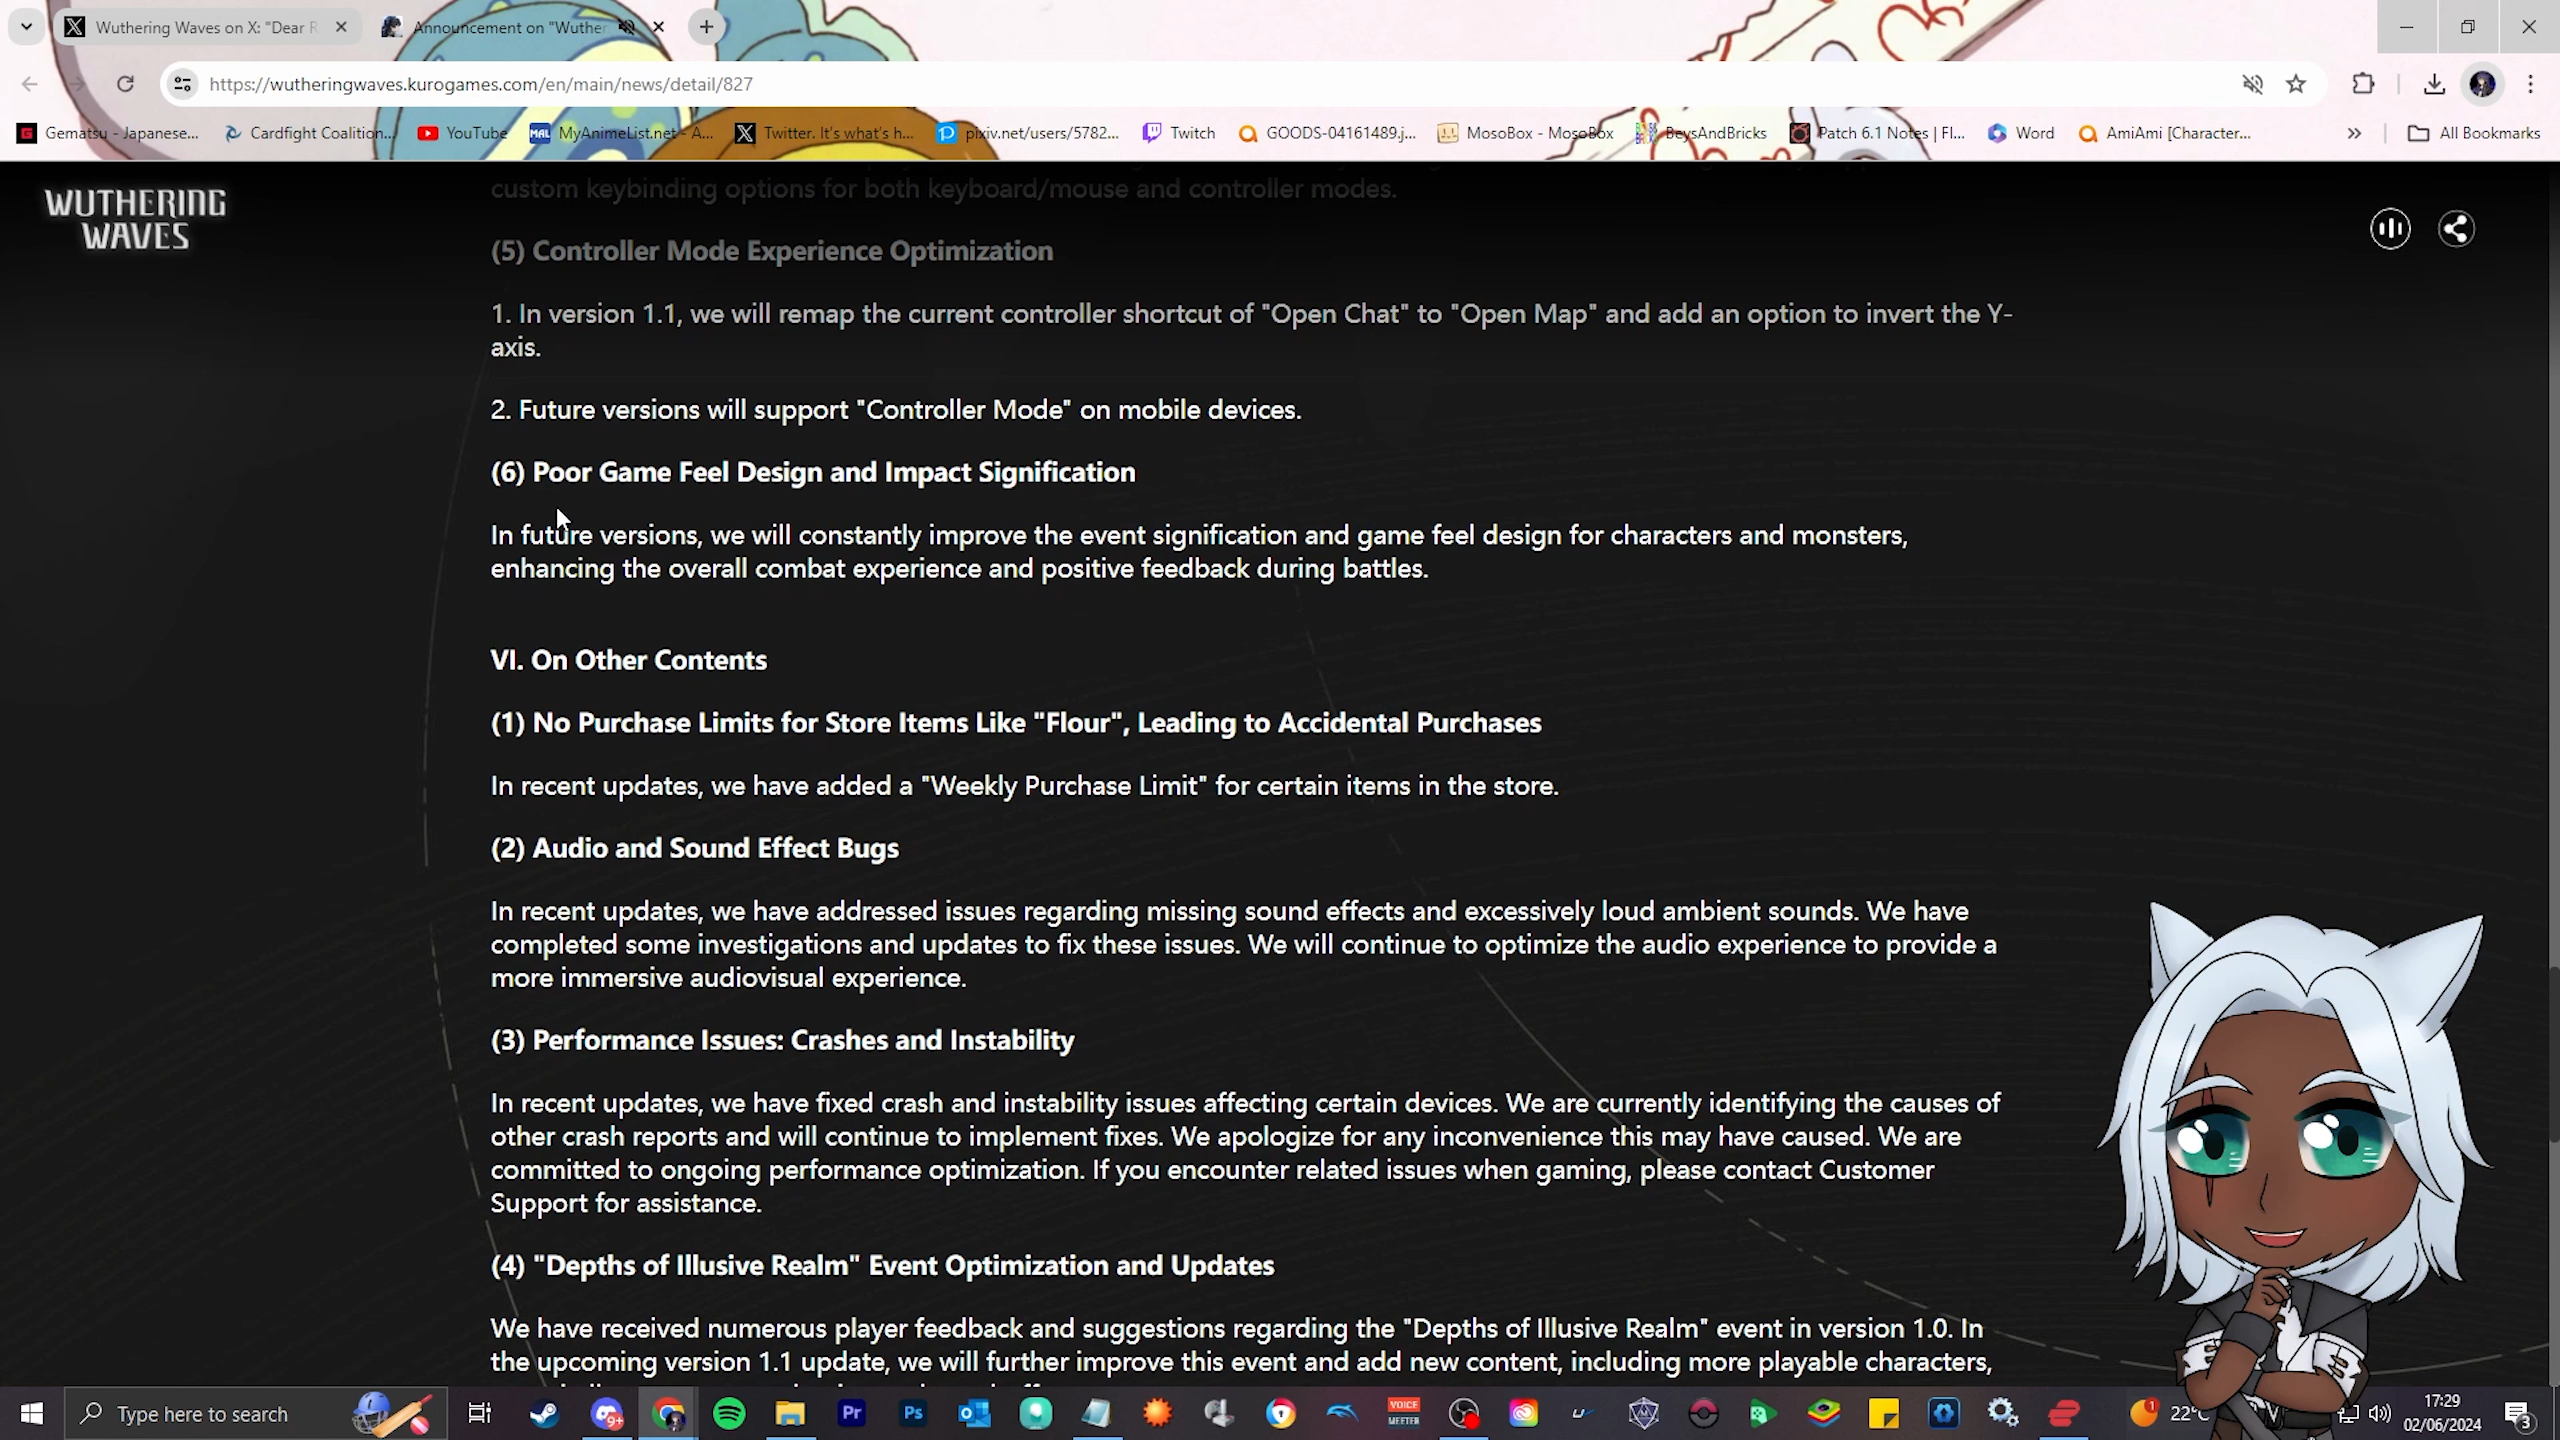 Wuthering Waves on X: "Dear R
Announcement on "Wuther
https://wutheringwaves.kurogames.com/en/main/news/detail/827
Gematsu - Japanese...
Cardfight Coalition...
YouTube
MyAnimeList.net - A...
Twitter. It's what's h...
pixiv.net/users/5782...
Twitch
GOODS-04161489.j...
MosoBox - MosoBox
BeysAndBricks
Patch 6.1 Notes | Fl...
Word
AmiAmi [Character...
All Bookmarks
WUTHERING
WAVES
custom keybinding options for both keyboard/mouse and controller modes.
(5) Controller Mode Experience Optimization
1. In version 1.1, we will remap the current controller shortcut of "Open Chat" to "Open Map" and add an option to invert the Y-
axis.
2. Future versions will support "Controller Mode" on mobile devices.
(6) Poor Game Feel Design and Impact Signification
In future versions, we will constantly improve the event signification and game feel design for characters and monsters,
enhancing the overall combat experience and positive feedback during battles.
VI. On Other Contents
(1) No Purchase Limits for Store Items Like "Flour", Leading to Accidental Purchases
In recent updates, we have added a "Weekly Purchase Limit" for certain items in the store.
(2) Audio and Sound Effect Bugs
In recent updates, we have addressed issues regarding missing sound effects and excessively loud ambient sounds. We have
completed some investigations and updates to fix these issues. We will continue to optimize the audio experience to provide a
more immersive audiovisual experience.
(3) Performance Issues: Crashes and Instability
In recent updates, we have fixed crash and instability issues affecting certain devices. We are currently identifying the causes of
other crash reports and will continue to implement fixes. We apologize for any inconvenience this may have caused. We are
committed to ongoing performance optimization. If you encounter related issues when gaming, please contact Customer
Support for assistance.
(4) "Depths of Illusive Realm" Event Optimization and Updates
We have received numerous player feedback and suggestions regarding the "Depths of Illusive Realm" event in version 1.0. In
the upcoming version 1.1 update, we will further improve this event and add new content, including more playable characters,
Type here to search
9+
Pr
Ps
VOICE
MEETER
1
22°C
17:29
02/06/2024
3